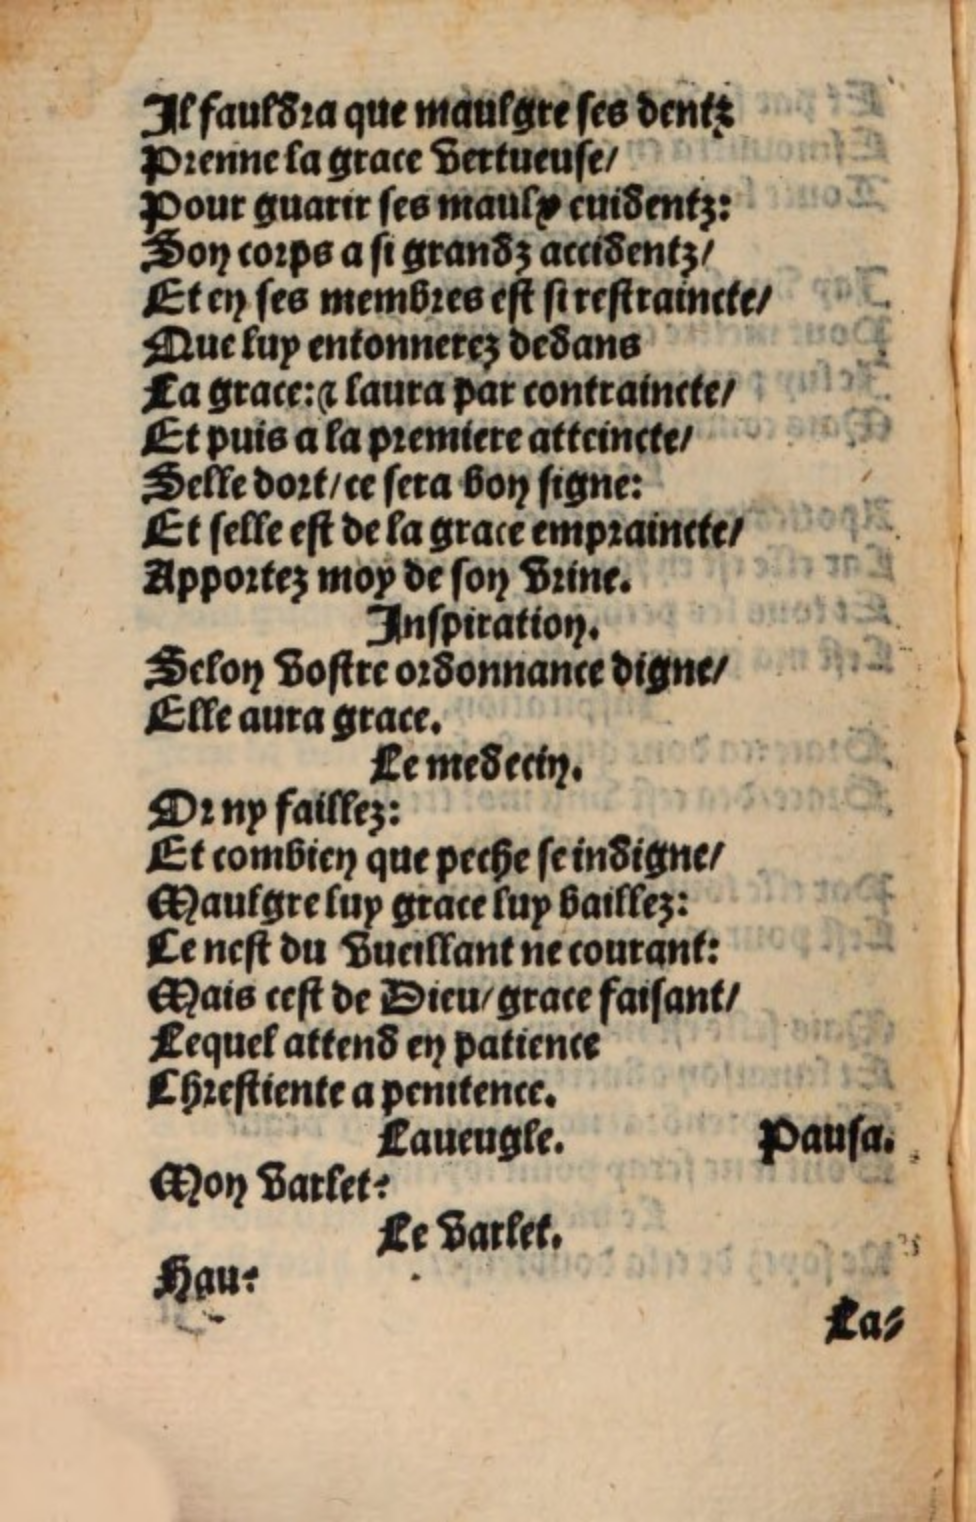 Il fauldra que maulgre ses dentz
Prenne la grace vertueuse/
Pour guarir ses maulx euidentz:
Son corps a si grandz accidentz/
Et en ses membres est si restraincte/
Que luy entonnerez dedans
La grace: & laura par contraincte/
Et puis a la premiere atteincte/
Selle dort/ ce sera bon signe:
Et selle est de la grace empraincte/
Apportez moy de son vrine.
Inspiration.
Selon vostre ordonnance digne/
Elle aura grace.
Le medecin.
Or ny faillez:
Et combien que peche se indigne/
Maulgre luy grace luy baillez:
Ce nest du vueillant ne courant:
Mais cest de Dieu/ grace faisant/
Lequel attend en patience
Chrestiente a penitence.
Laueugle. Pausa.
Mon varlet?
Le varlet.
Hau?
La-